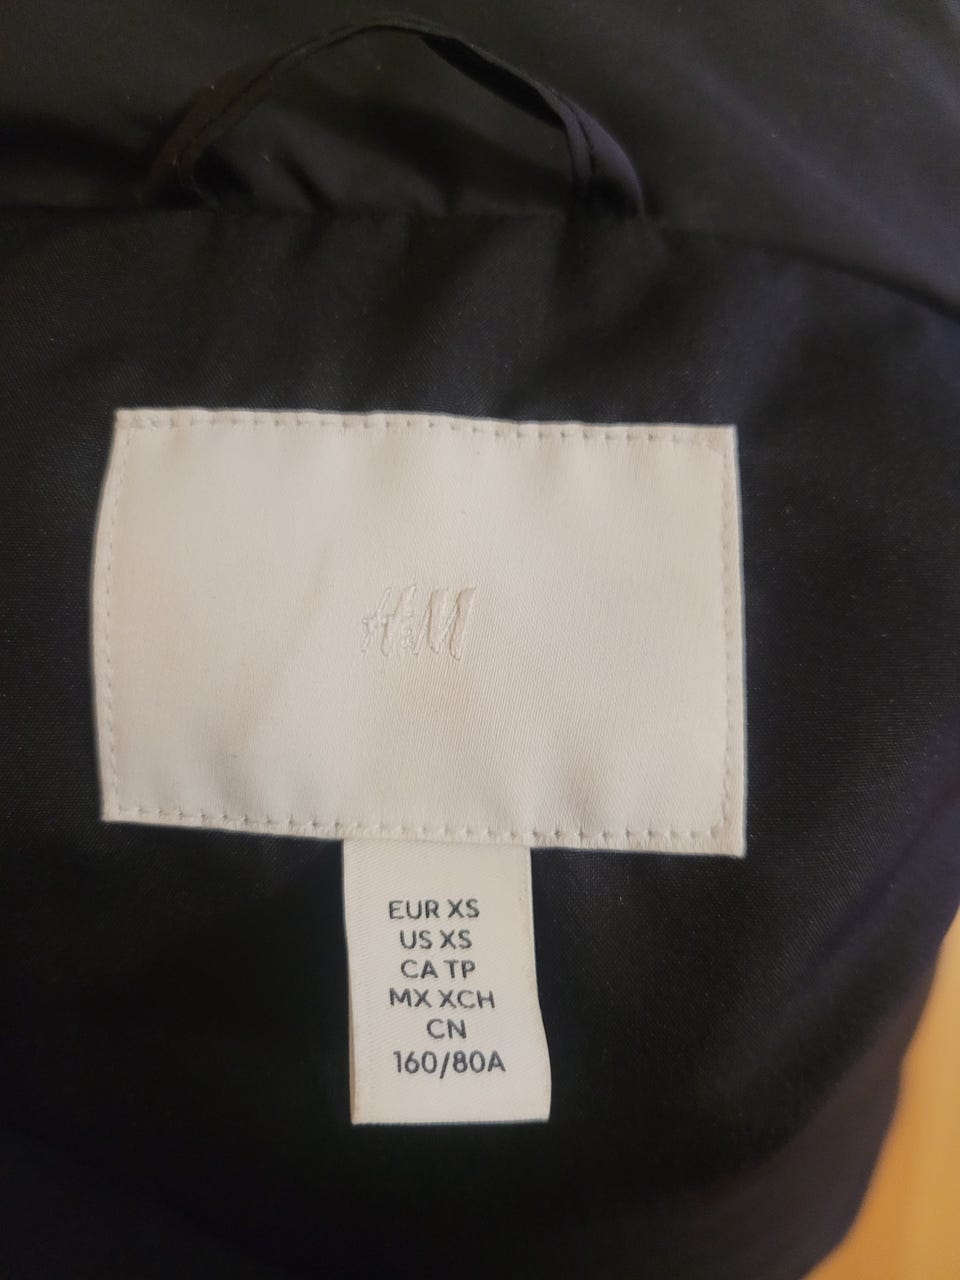 H&M
EUR XS
US XS
CA TP
MX XCH
CN
160/80A